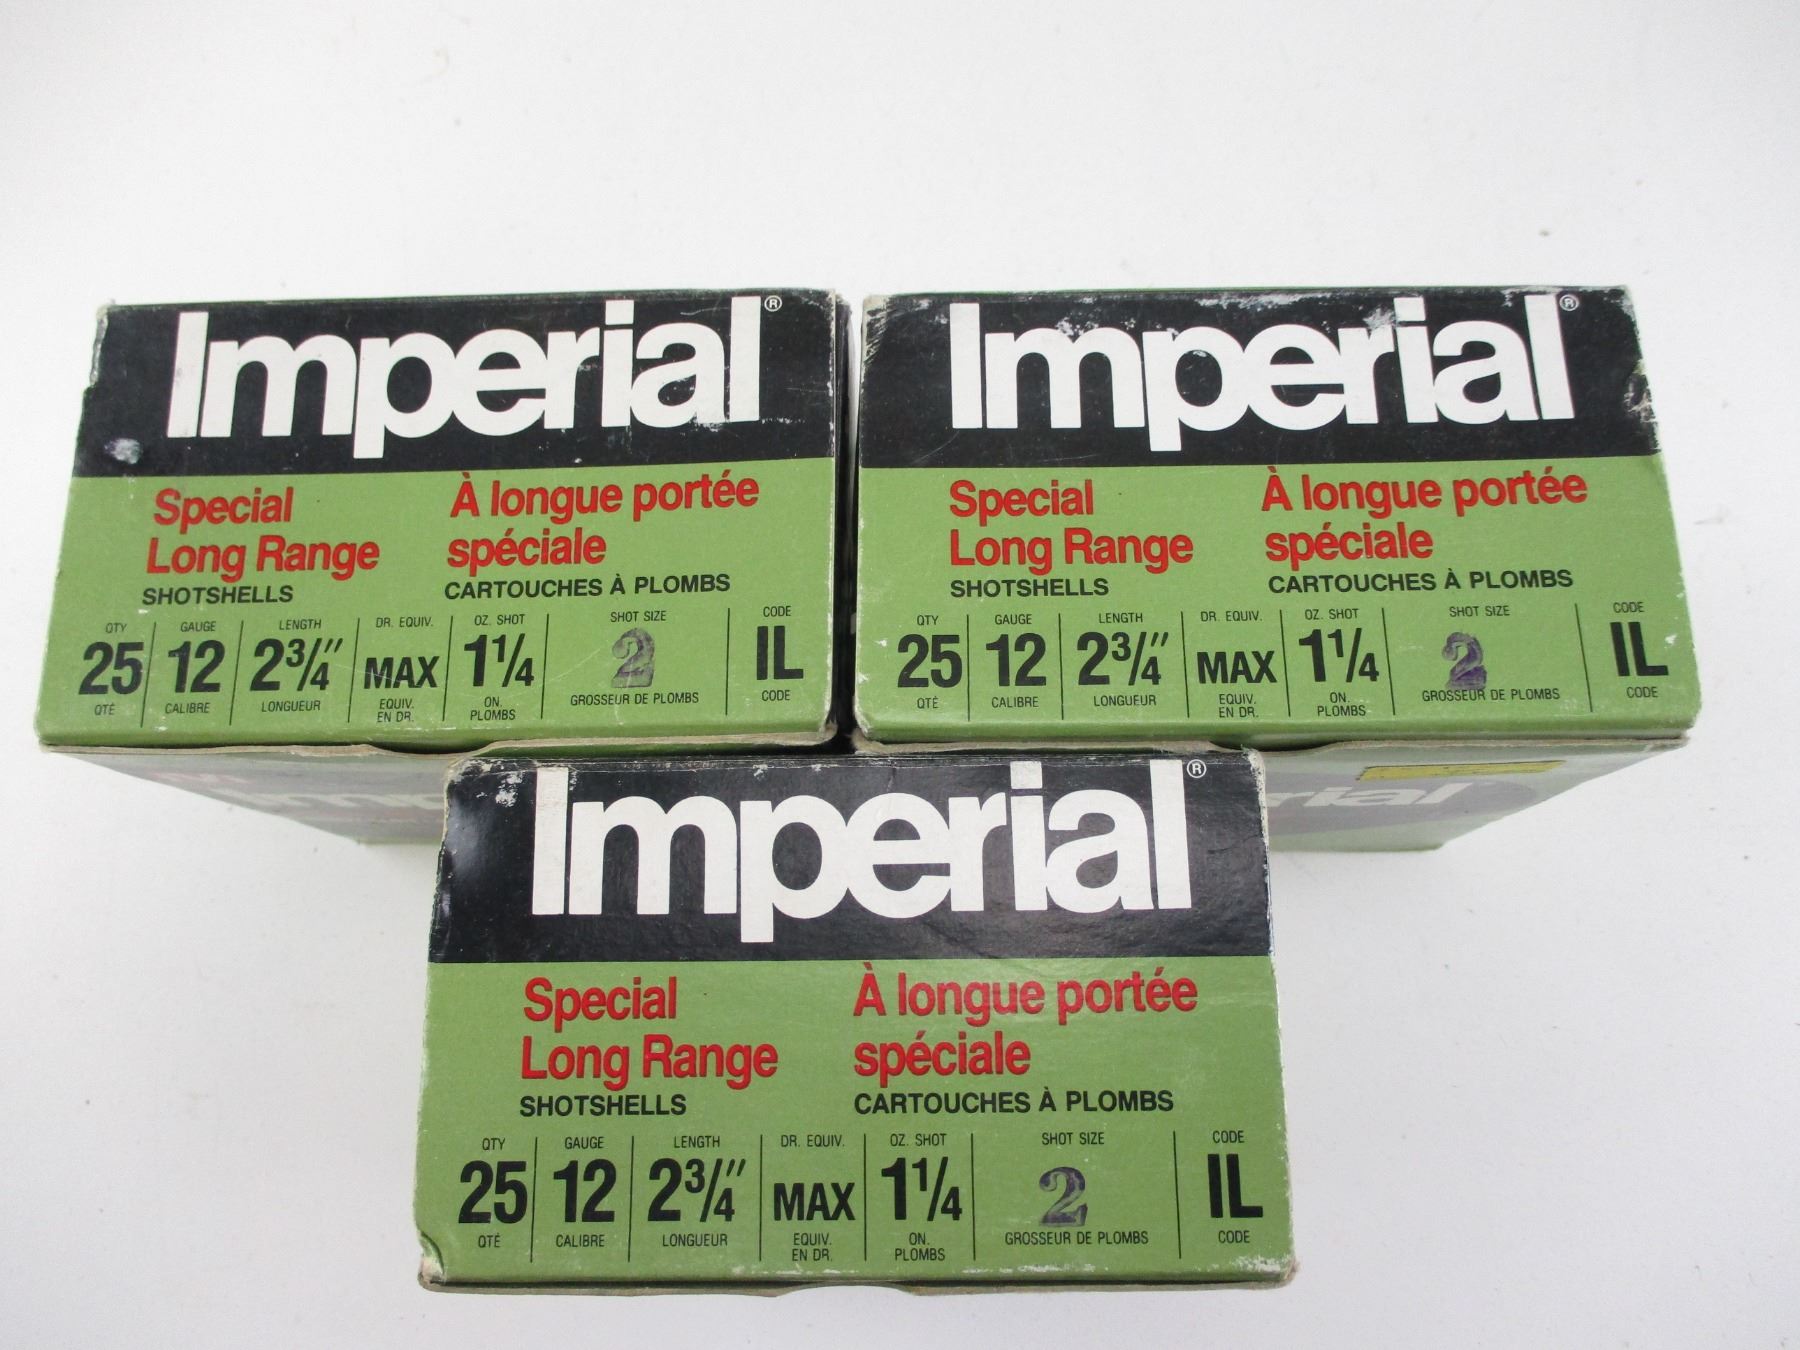 Imperial®
Special
Long Range
SHOTSHELLS
À longue portée
spéciale
CARTOUCHES À PLOMBS
QTY GAUGE LENGTH DR. EQUIV. OZ. SHOT SHOT SIZE CODE
25 12 2 3/4" MAX 1 1/4 2 IL
QTÉ CALIBRE LONGUEUR EQUIV. EN DR. ON. PLOMBS GROSSEUR DE PLOMBS CODE
Imperial®
Special
Long Range
SHOTSHELLS
À longue portée
spéciale
CARTOUCHES À PLOMBS
QTY GAUGE LENGTH DR. EQUIV. OZ. SHOT SHOT SIZE CODE
25 12 2 3/4" MAX 1 1/4 2 IL
QTÉ CALIBRE LONGUEUR EQUIV. EN DR. ON. PLOMBS GROSSEUR DE PLOMBS CODE
Imperial®
Special
Long Range
SHOTSHELLS
À longue portée
spéciale
CARTOUCHES À PLOMBS
QTY GAUGE LENGTH DR. EQUIV. OZ. SHOT SHOT SIZE CODE
25 12 2 3/4" MAX 1 1/4 2 IL
QTÉ CALIBRE LONGUEUR EQUIV. EN DR. ON. PLOMBS GROSSEUR DE PLOMBS CODE